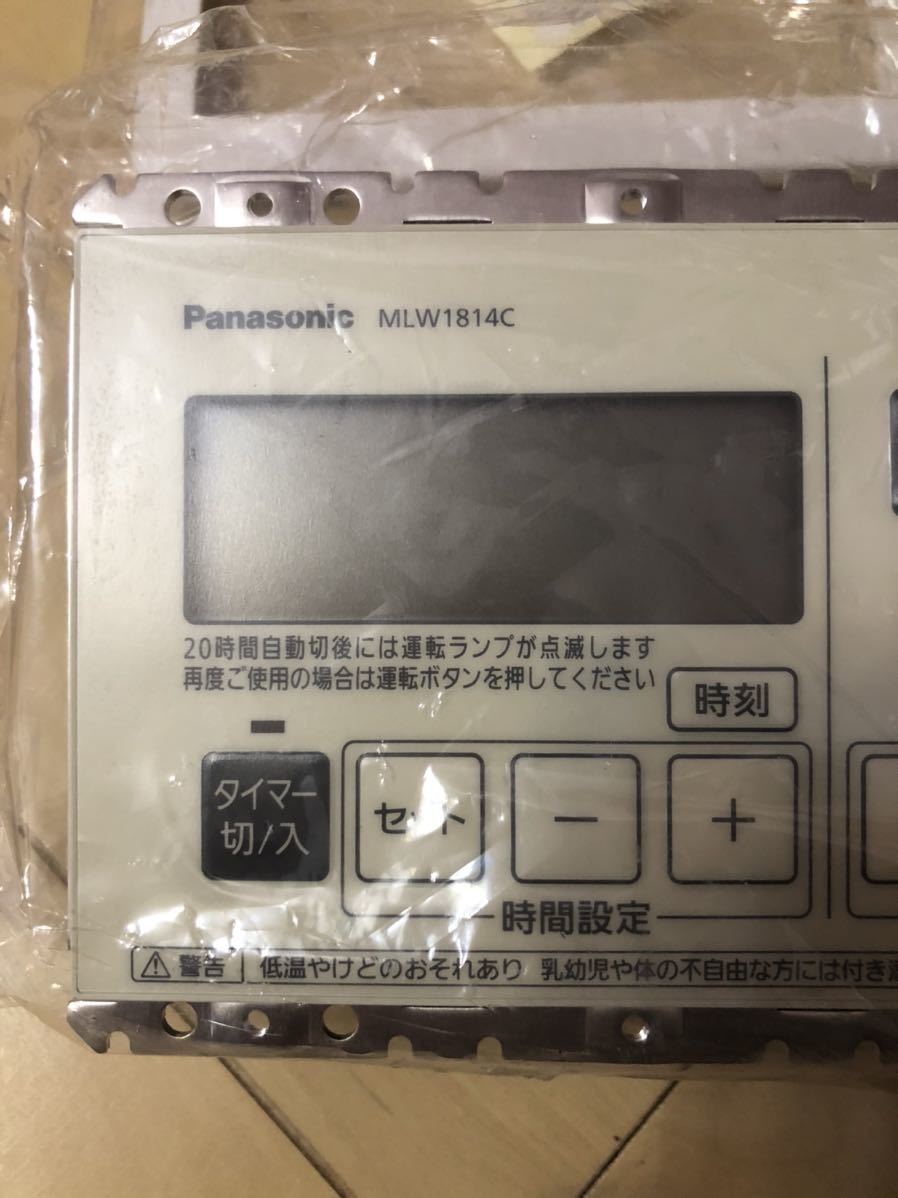 Panasonic MLW1814C
20時間自動切後には運転ランプが点滅します
再度ご使用の場合は運転ボタンを押してください
時刻
タイマー
切/入
セット
－
＋
時間設定
⚠ 警告 低温やけどのおそれあり 乳幼児や体の不自由な方には付き